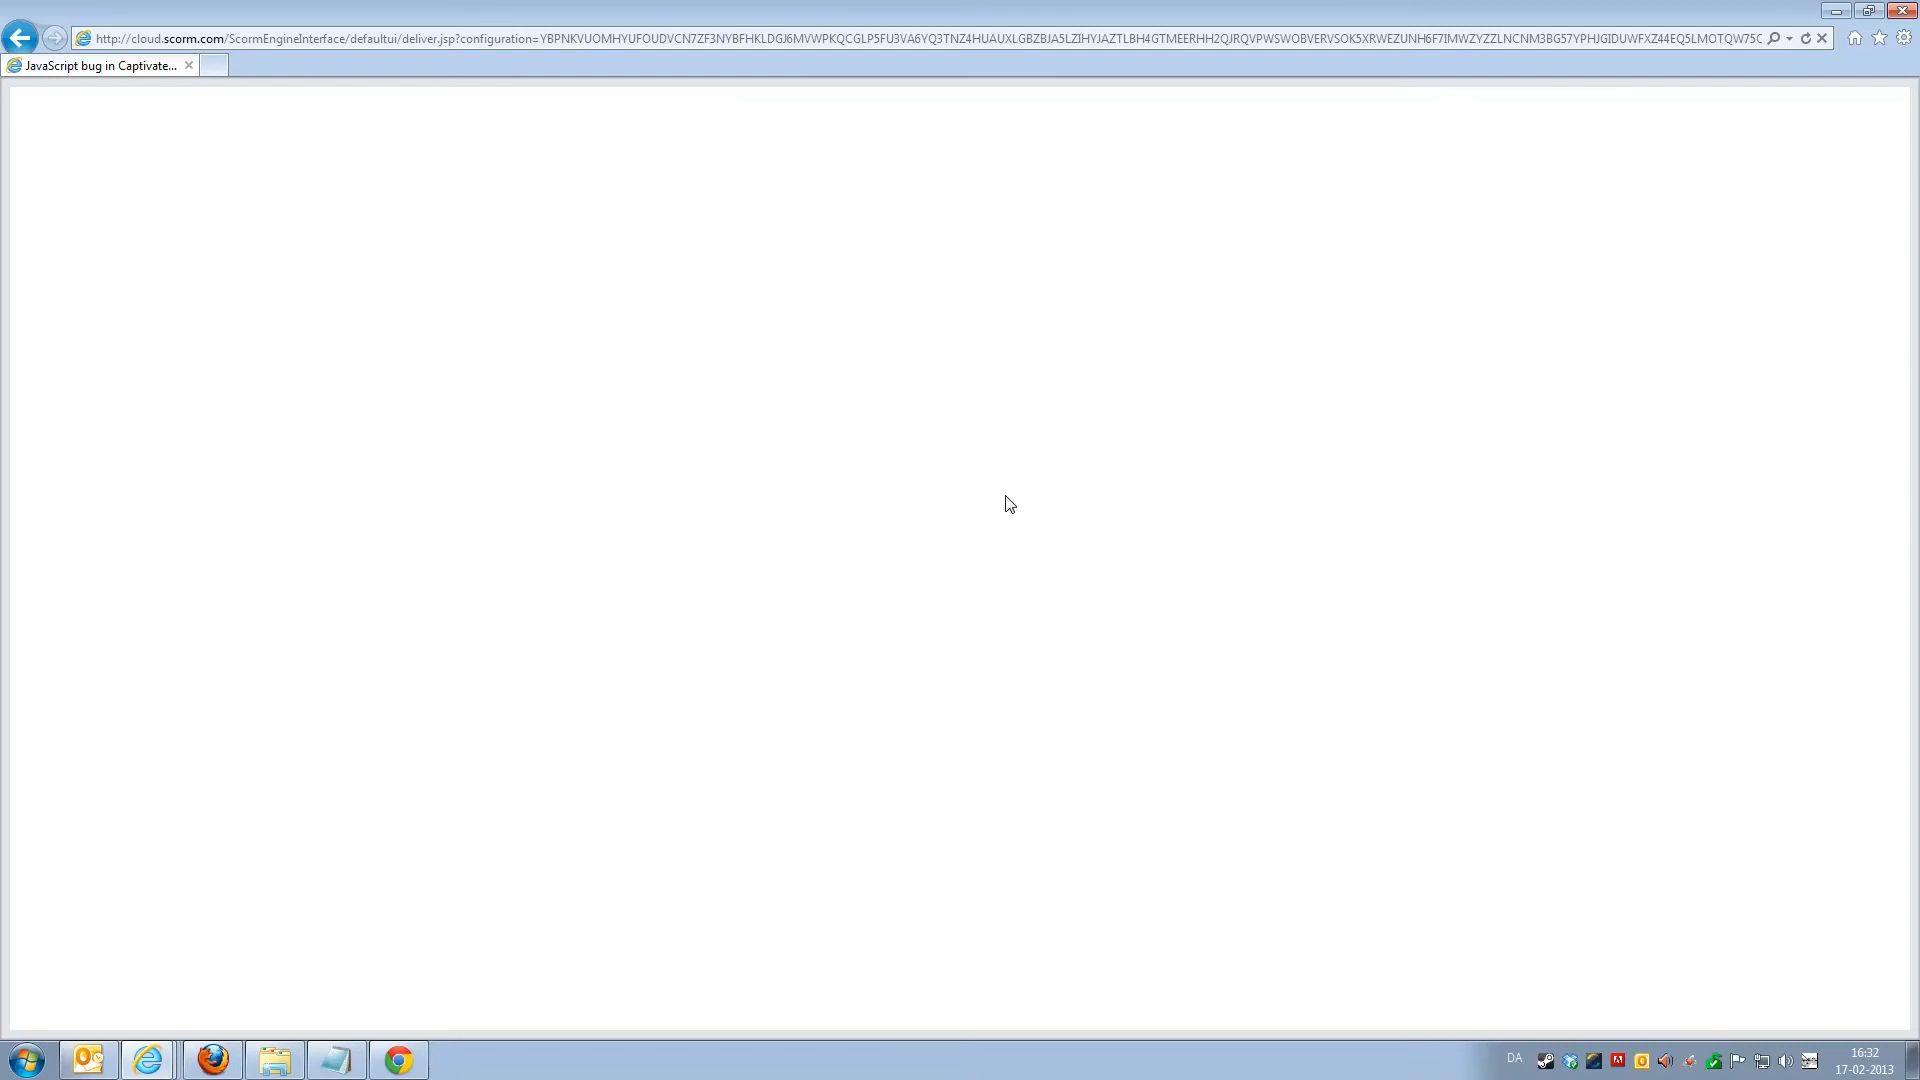 http://cloud.scorm.com/ScormEngineInterface/defaultui/deliver.jsp?configuration=YBPNKVUOMHYUFOUDVCN7ZF3NYBFHKLDGJ6MVWPKQCGLP5FU3VA6YQ3TNZ4HUAUXLGBZBJA5LZIHYJAZTLBH4GTMEERHH2QJRQVPWSWOBVERVSOK5XRWEZUNH6F7IMWZYZZLNCNM3BG57YPHJGIDUWFXZ44EQ5LMOTQW75C
JavaScript bug in Captivate...
DA
16:32
17-02-2013